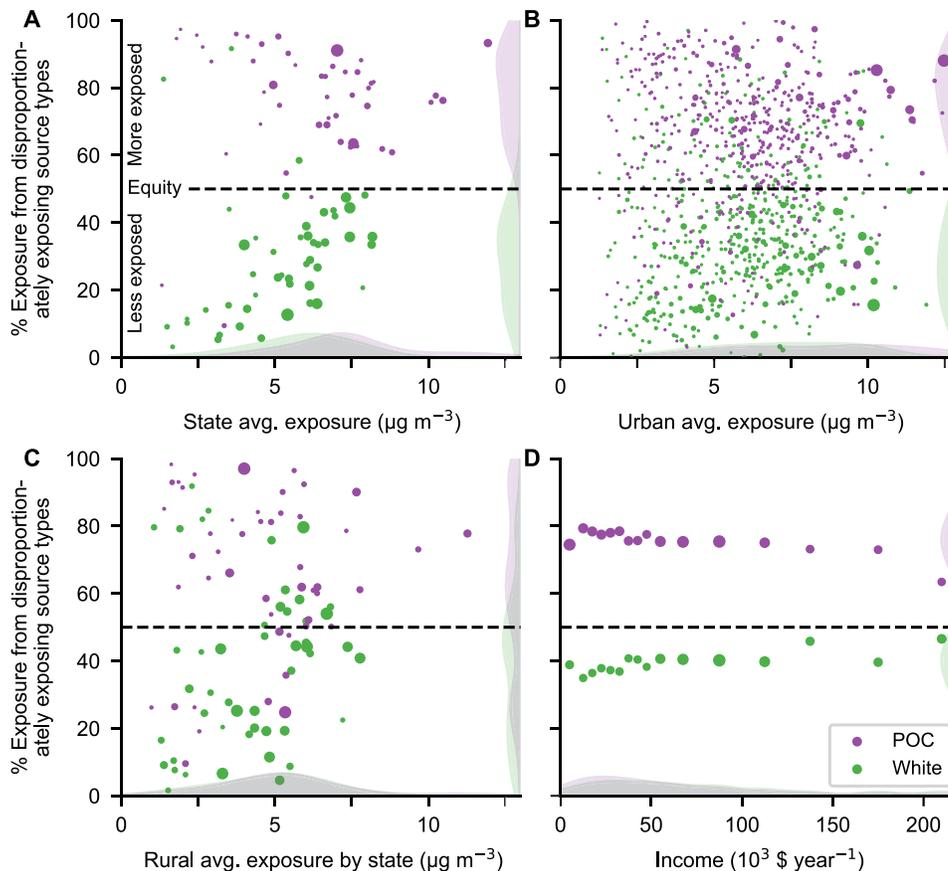 A
100
80
60
40
20
0
% Exposure from disproportion-
ately exposing source types
More exposed
Equity
Less exposed
0
5
10
State avg. exposure (µg m⁻³)
B
0
5
10
Urban avg. exposure (µg m⁻³)
C
100
80
60
40
20
0
% Exposure from disproportion-
ately exposing source types
0
5
10
Rural avg. exposure by state (µg m⁻³)
D
POC
White
0
50
100
150
200
Income (10³ $ year⁻¹)